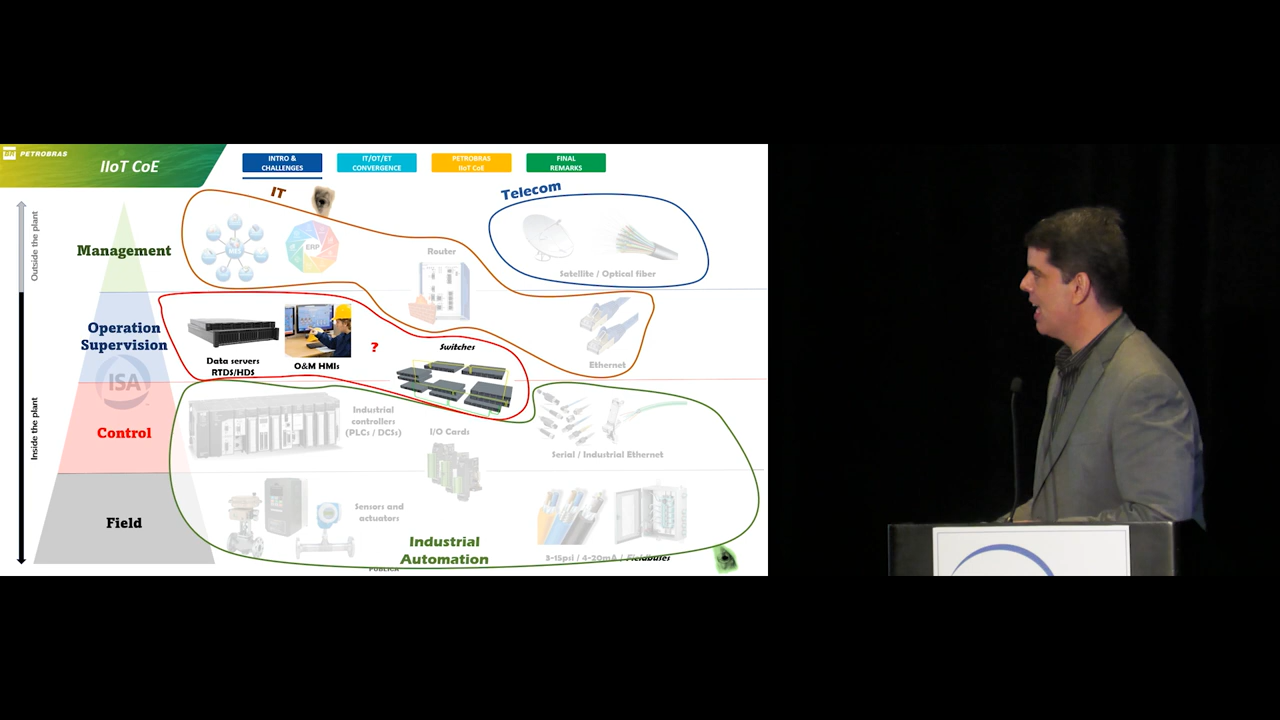 BR PETROBRAS
IIoT CoE
INTRO &
CHALLENGES
IT/OT/ET
CONVERGENCE
PETROBRAS
IIoT CoE
FINAL
REMARKS
Outside the plant
Inside the plant
IT
Telecom
Management
ERP
Router
Satellite / Optical fiber
Operation
Supervision
Data servers
RTDS/HDS
O&M HMIs
?
Switches
Ethernet
ISA
Control
Industrial
controllers
(PLCs / DCSs)
I/O Cards
Serial / Industrial Ethernet
Field
Sensors and
actuators
Industrial
Automation
3-15psi / 4-20mA / Fieldbuses
PÚBLICA